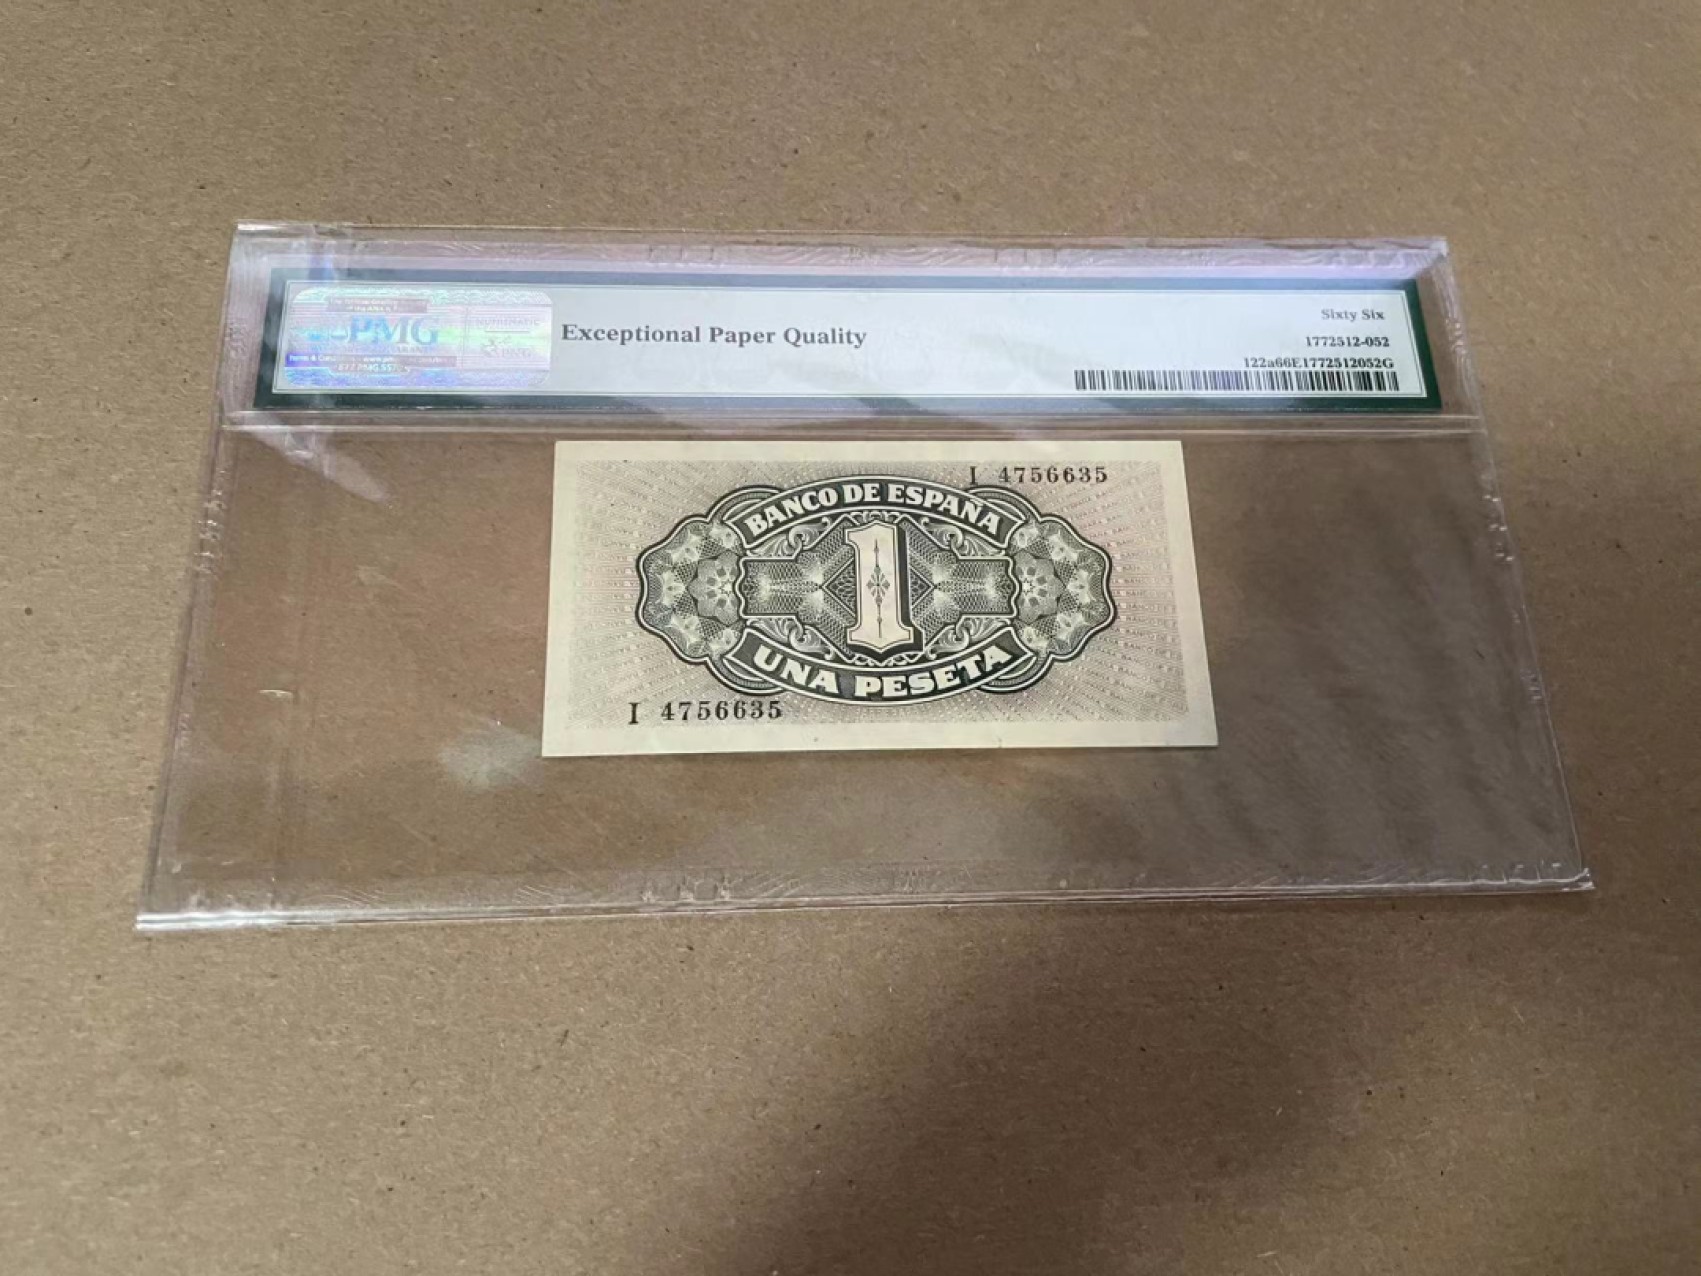 PMG
Exceptional Paper Quality
Sixty Six
1772512-052
122a66E1772512052G
I 4756635
BANCO DE ESPAÑA
1
UNA PESETA
I 4756635